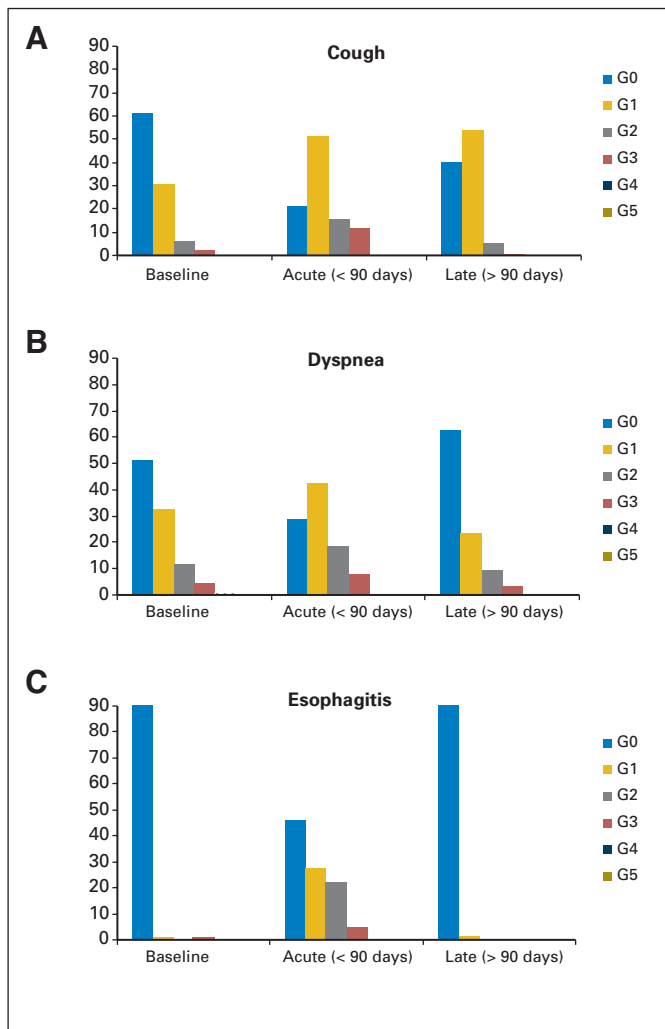 A
Cough
90
80
70
60
50
40
30
20
10
0
Baseline Acute (< 90 days) Late (> 90 days)
G0
G1
G2
G3
G4
G5
B
Dyspnea
90
80
70
60
50
40
30
20
10
0
Baseline Acute (< 90 days) Late (> 90 days)
G0
G1
G2
G3
G4
G5
C
Esophagitis
90
80
70
60
50
40
30
20
10
0
Baseline Acute (< 90 days) Late (> 90 days)
G0
G1
G2
G3
G4
G5